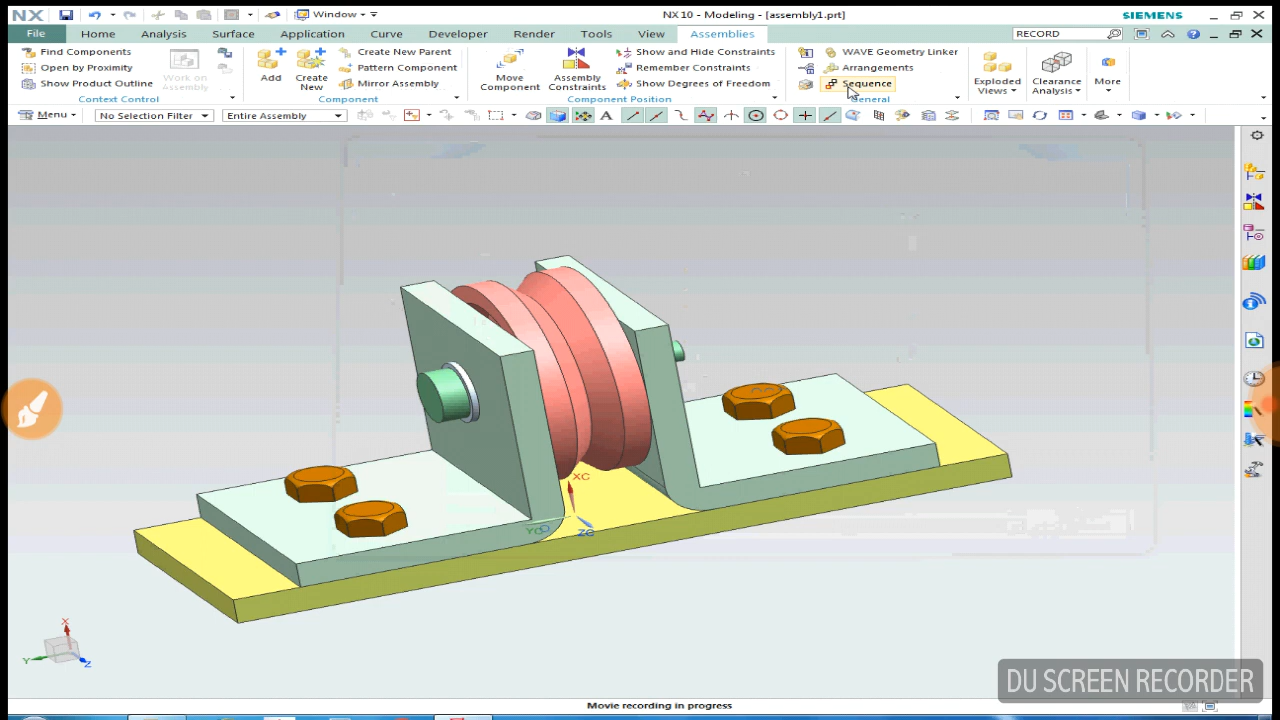 NX Window NX 10 - Modeling - [assembly1.prt] SIEMENS
File Home Analysis Surface Application Curve Developer Render Tools View Assemblies RECORD
Find Components
Open by Proximity
Show Product Outline
Work on Assembly
Context Control
Add
Create New
Create New Parent
Pattern Component
Mirror Assembly
Component
Move Component
Assembly Constraints
Show and Hide Constraints
Remember Constraints
Show Degrees of Freedom
Component Position
WAVE Geometry Linker
Arrangements
Sequence
General
Exploded Views
Clearance Analysis
More
Menu No Selection Filter Entire Assembly
XC
YC
ZC
X
Y
Z
DU SCREEN RECORDER
Movie recording in progress